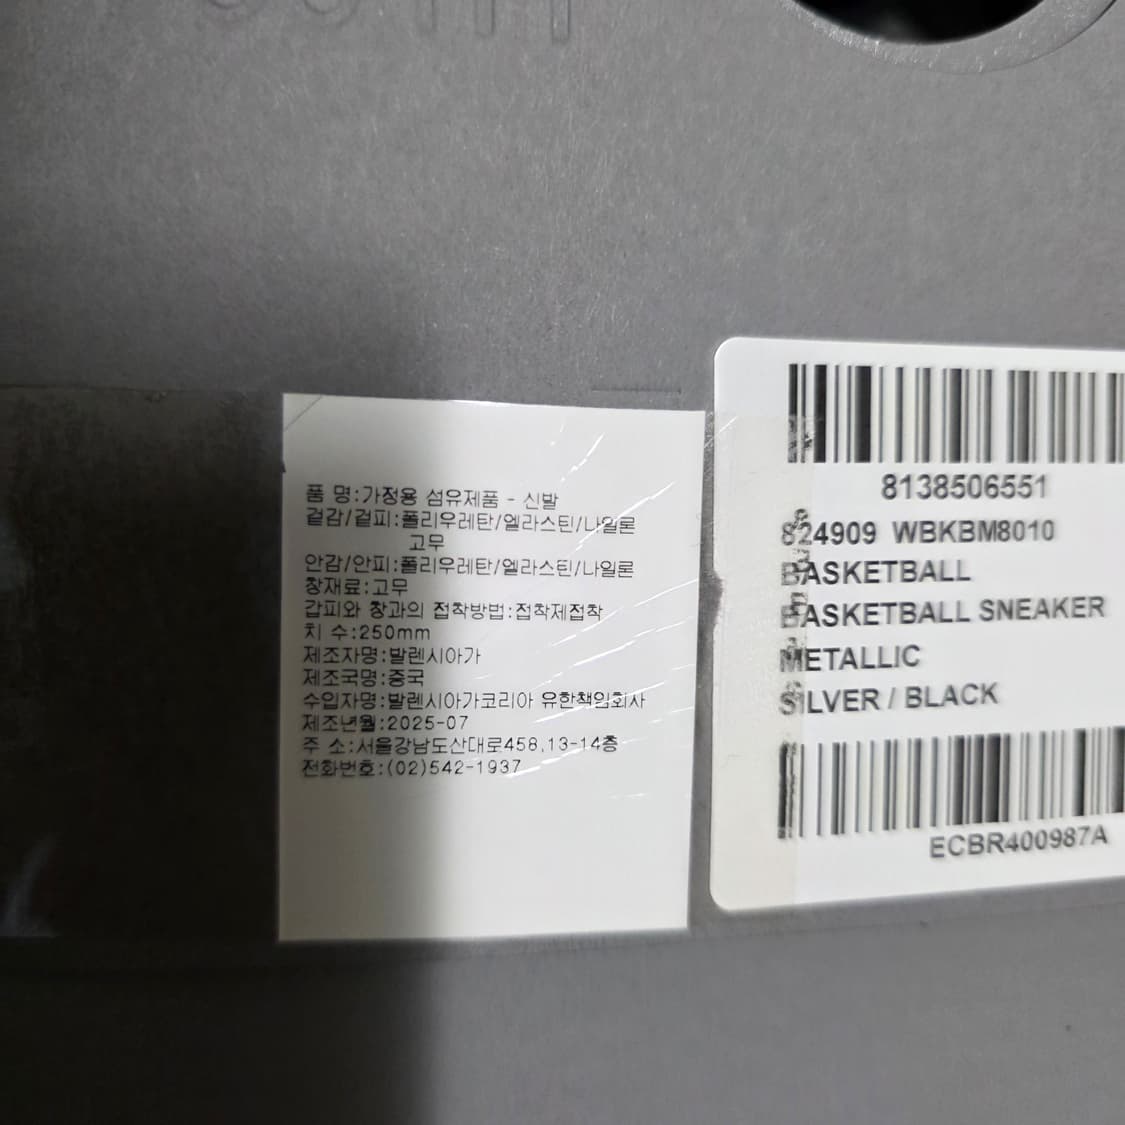 품 명:가정용 섬유제품 - 신발
겉감/겉피:폴리우레탄/엘라스틴/나일론
고무
안감/안피:폴리우레탄/엘라스틴/나일론
창재료:고무
갑피와 창과의 접착방법:접착제접착
치 수:250mm
제조자명:발렌시아가
제조국명:중국
수입자명:발렌시아가코리아 유한책임회사
제조년월:2025-07
주 소:서울강남도산대로458,13-14층
전화번호:(02)542-1937
8138506551
824909 WBKBM8010
BASKETBALL
BASKETBALL SNEAKER
METALLIC
SILVER / BLACK
ECBR400987A